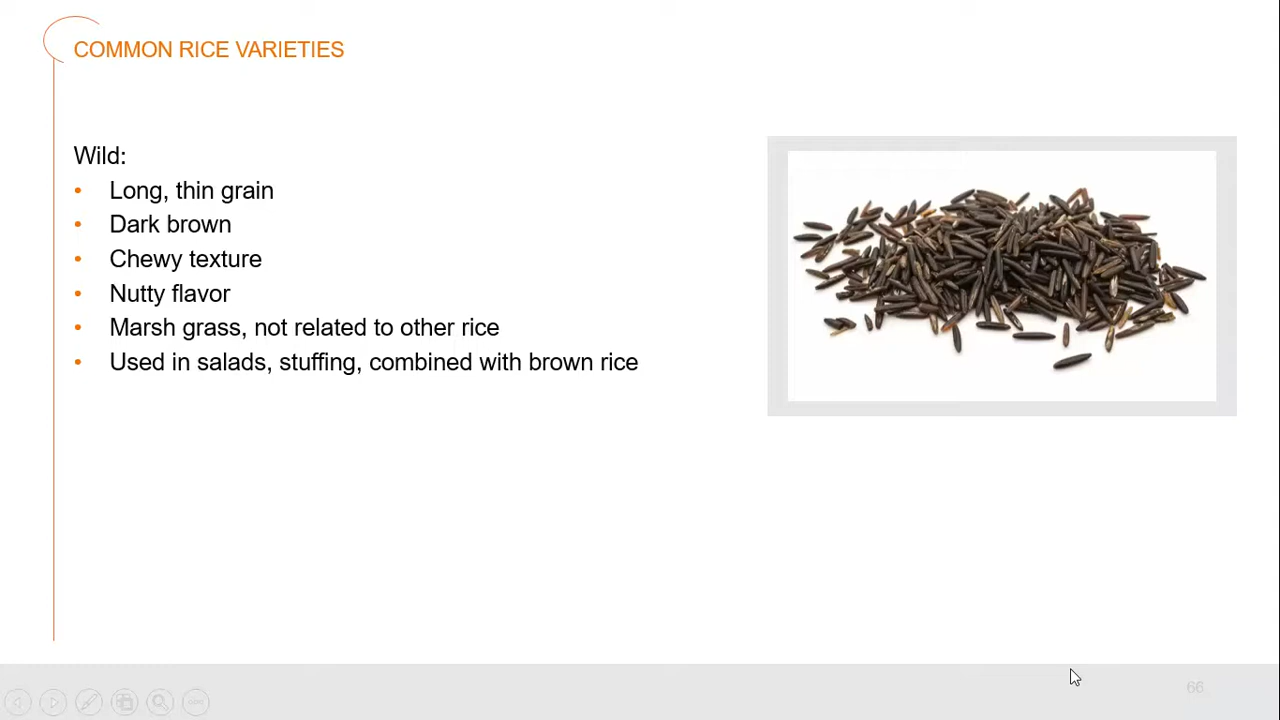 COMMON RICE VARIETIES
Wild:
• Long, thin grain
• Dark brown
• Chewy texture
• Nutty flavor
• Marsh grass, not related to other rice
• Used in salads, stuffing, combined with brown rice
66